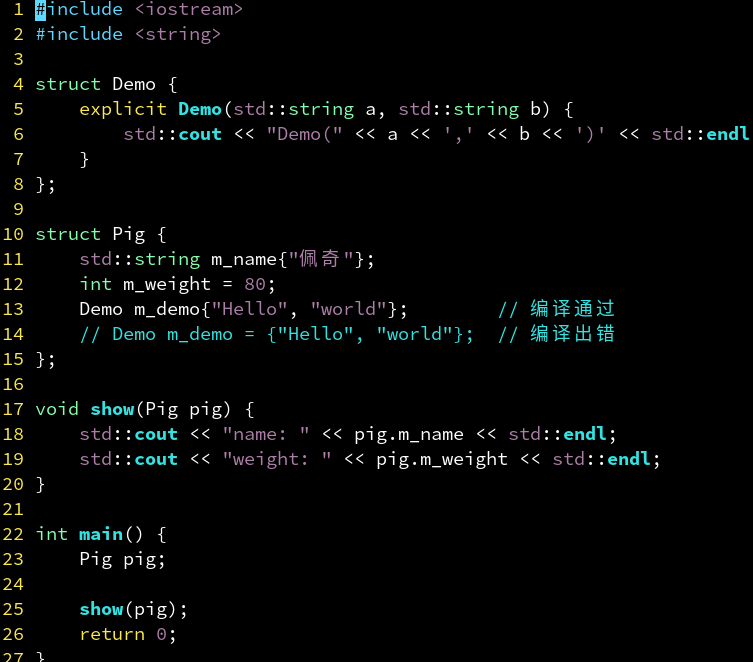 1 #include <iostream>
2 #include <string>
3
4 struct Demo {
5     explicit Demo(std::string a, std::string b) {
6         std::cout << "Demo(" << a << ',' << b << ')' << std::endl
7     }
8 };
9
10 struct Pig {
11     std::string m_name{"佩奇"};
12     int m_weight = 80;
13     Demo m_demo{"Hello", "world"};        // 编译通过
14     // Demo m_demo = {"Hello", "world"};  // 编译出错
15 };
16
17 void show(Pig pig) {
18     std::cout << "name: " << pig.m_name << std::endl;
19     std::cout << "weight: " << pig.m_weight << std::endl;
20 }
21
22 int main() {
23     Pig pig;
24
25     show(pig);
26     return 0;
27 }